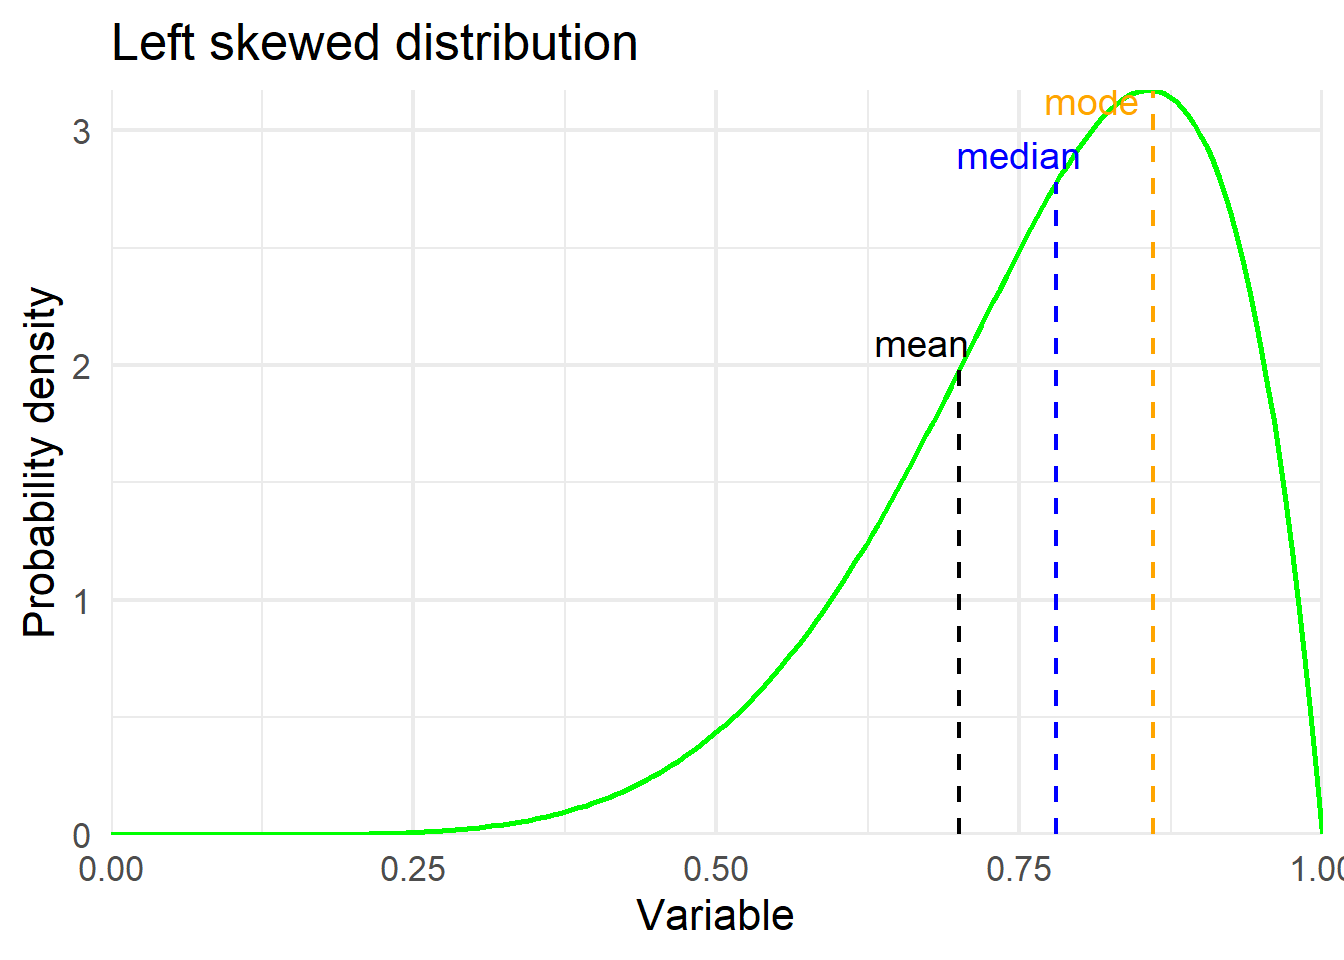 Left skewed distribution
mode
median
mean
Probability density
3
2
1
0
0.00
0.25
0.50
0.75
1.00
Variable